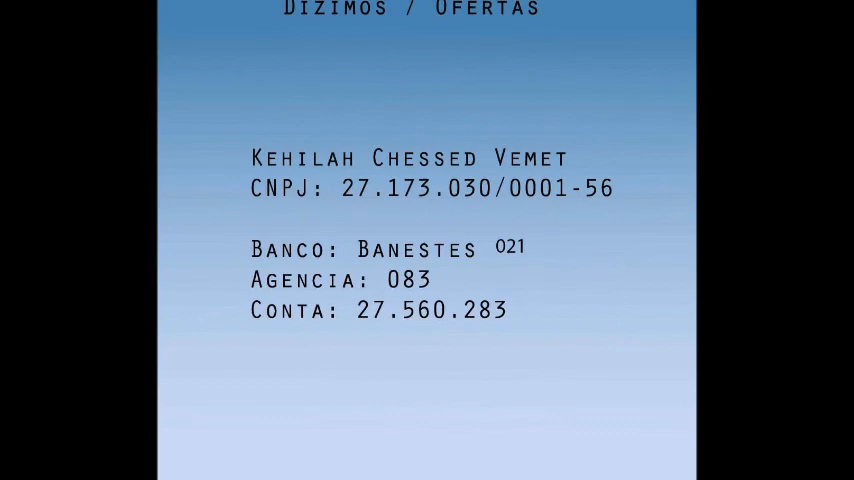 DIZIMOS / OFERTAS
KEHILAH CHESSED VEMET
CNPJ: 27.173.030/0001-56
BANCO: BANESTES 021
AGENCIA: 083
CONTA: 27.560.283